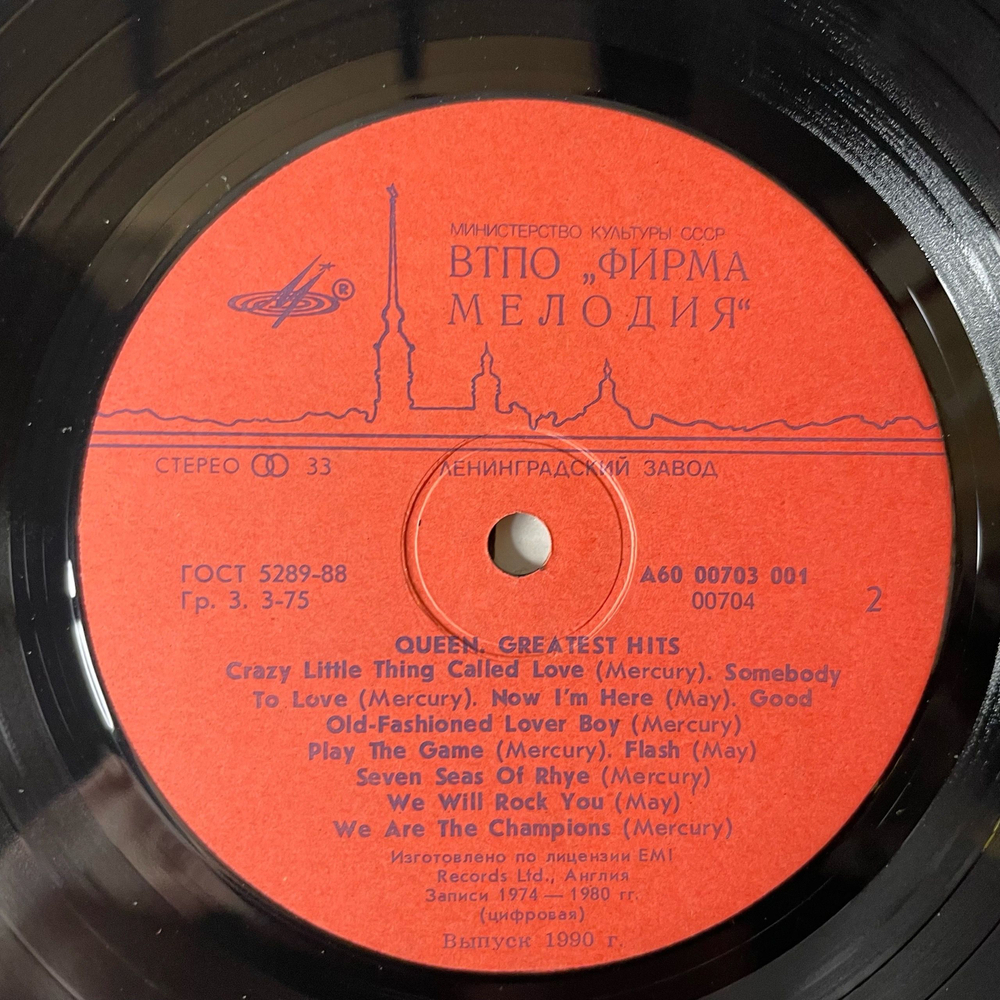 ®
МИНИСТЕРСТВО КУЛЬТУРЫ СССР
ВТПО „ФИРМА
МЕЛОДИЯ“
СТЕРЕО 33
ЛЕНИНГРАДСКИЙ ЗАВОД
ГОСТ 5289-88
Гр. 3. 3-75
А60 00703 001
00704
2
QUEEN. GREATEST HITS
Crazy Little Thing Called Love (Mercury). Somebody
To Love (Mercury). Now I'm Here (May). Good
Old-Fashioned Lover Boy (Mercury)
Play The Game (Mercury). Flash (May)
Seven Seas Of Rhye (Mercury)
We Will Rock You (May)
We Are The Champions (Mercury)
Изготовлено по лицензии EMI
Records Ltd., Англия
Записи 1974 — 1980 гг.
(цифровая)
Выпуск 1990 г.